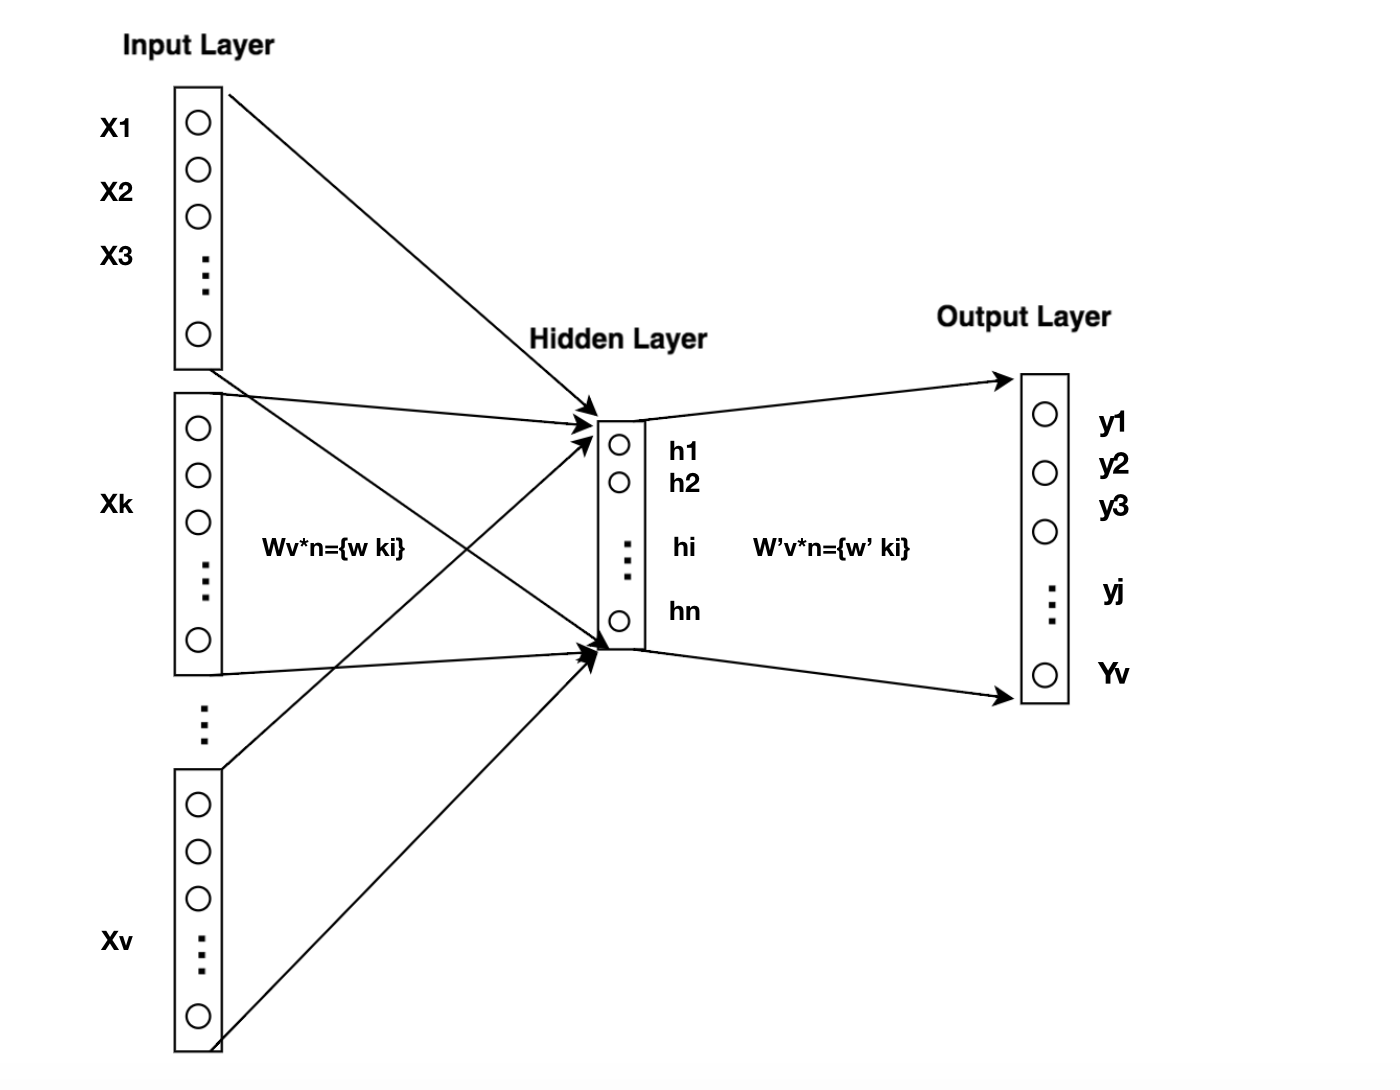 Input Layer
X1
X2
X3
Xk
Xv
Wv*n={w ki}
Hidden Layer
h1
h2
hi
hn
W’v*n={w’ ki}
Output Layer
y1
y2
y3
yj
Yv